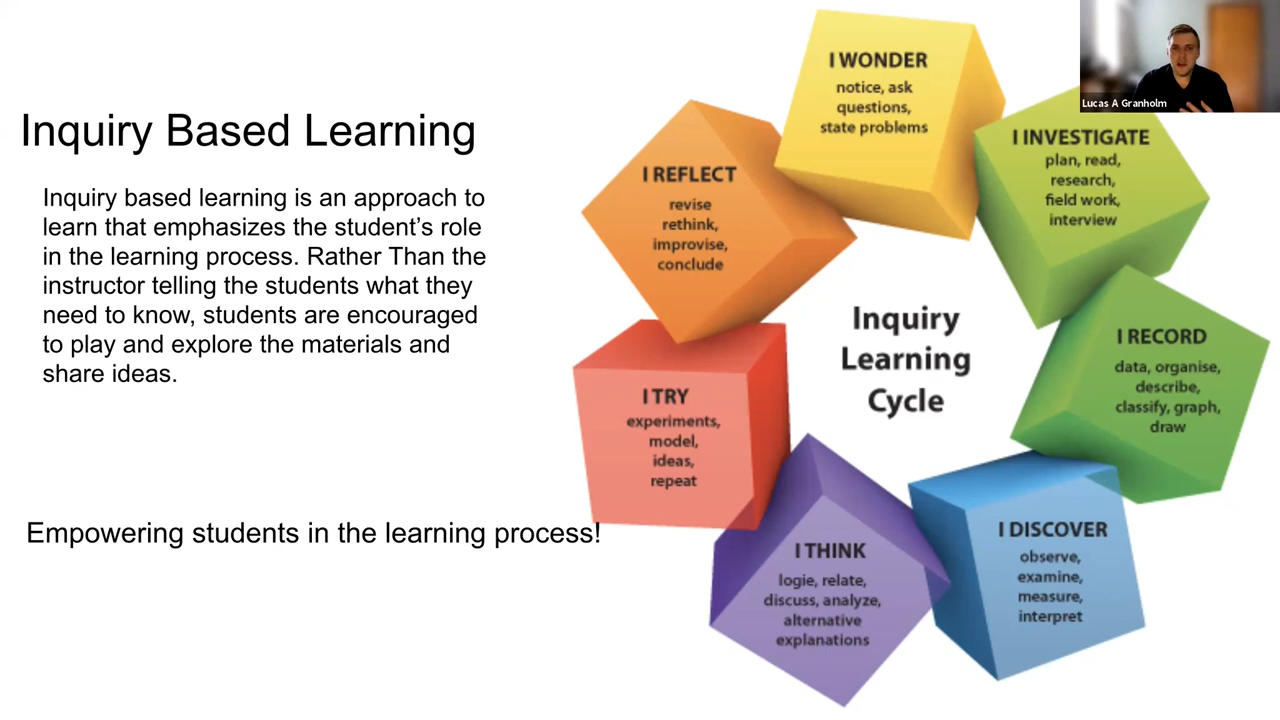 Inquiry Based Learning
Inquiry based learning is an approach to
learn that emphasizes the student's role
in the learning process. Rather Than the
instructor telling the students what they
need to know, students are encouraged
to play and explore the materials and
share ideas.
Empowering students in the learning process!
I WONDER
notice, ask
questions,
state problems
I INVESTIGATE
plan, read,
research,
field work,
interview
I RECORD
data, organise,
describe,
classify, graph,
draw
I DISCOVER
observe,
examine,
measure,
interpret
I THINK
logie, relate,
discuss, analyze,
alternative
explanations
I TRY
experiments,
model,
ideas,
repeat
I REFLECT
revise
rethink,
improvise,
conclude
Inquiry
Learning
Cycle
Lucas A Granholm